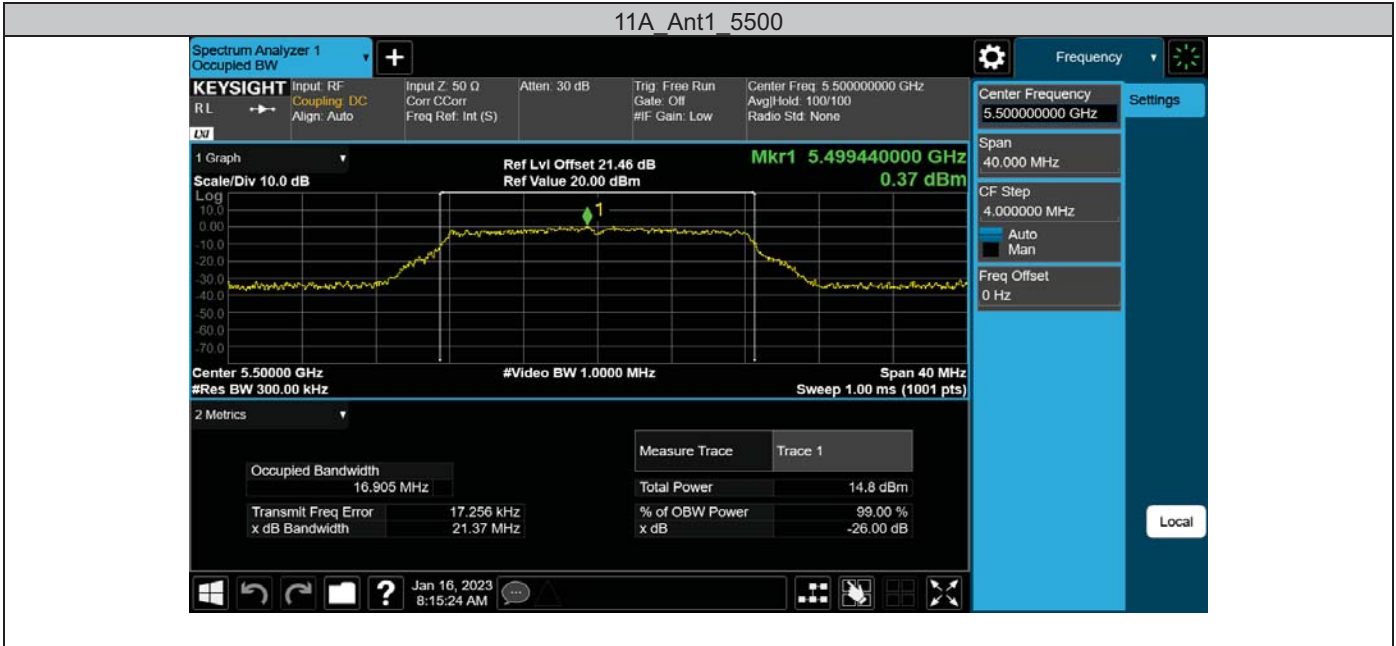 11A_Ant1_5500
Spectrum Analyzer 1
Occupied BW
+
Frequency
KEYSIGHT
RL
LXI
Input: RF
Coupling: DC
Align: Auto
Input Z: 50 Ω
Corr CCorr
Freq Ref: Int (S)
Atten: 30 dB
Trig: Free Run
Gate: Off
#IF Gain: Low
Center Freq: 5.500000000 GHz
Avg|Hold: 100/100
Radio Std: None
Center Frequency
5.500000000 GHz
Settings
Span
40.000 MHz
CF Step
4.000000 MHz
Auto
Man
Freq Offset
0 Hz
Local
1 Graph
Scale/Div 10.0 dB
Ref Lvl Offset 21.46 dB
Ref Value 20.00 dBm
Mkr1 5.499440000 GHz
0.37 dBm
Log
10.0
0.00
-10.0
-20.0
-30.0
-40.0
-50.0
-60.0
-70.0
1
Center 5.50000 GHz
#Res BW 300.00 kHz
#Video BW 1.0000 MHz
Span 40 MHz
Sweep 1.00 ms (1001 pts)
2 Metrics
Measure Trace Trace 1
Occupied Bandwidth
16.905 MHz
Total Power 14.8 dBm
Transmit Freq Error 17.256 kHz
% of OBW Power 99.00 %
x dB Bandwidth 21.37 MHz
x dB -26.00 dB
?
Jan 16, 2023
8:15:24 AM